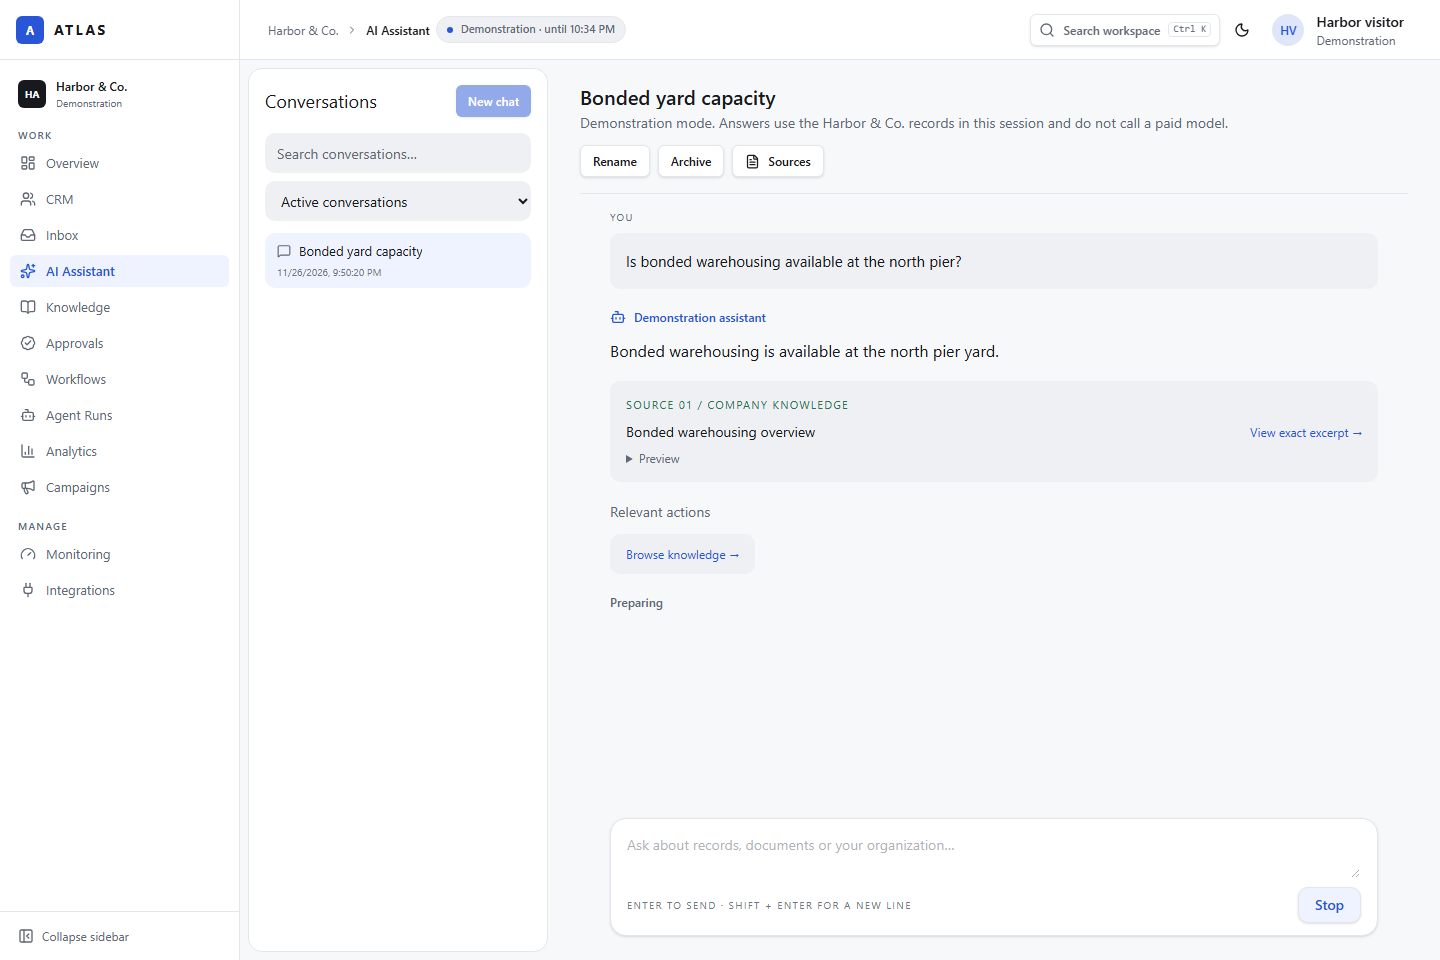 A ATLAS
HA Harbor & Co.
Demonstration
WORK
Overview
CRM
Inbox
AI Assistant
Knowledge
Approvals
Workflows
Agent Runs
Analytics
Campaigns
MANAGE
Monitoring
Integrations
Collapse sidebar
Harbor & Co. › AI Assistant Demonstration · until 10:34 PM
Search workspace Ctrl K
HV Harbor visitor
Demonstration
Conversations New chat
Search conversations...
Active conversations
Bonded yard capacity
11/26/2026, 9:50:20 PM
Bonded yard capacity
Demonstration mode. Answers use the Harbor & Co. records in this session and do not call a paid model.
Rename Archive Sources
YOU
Is bonded warehousing available at the north pier?
Demonstration assistant
Bonded warehousing is available at the north pier yard.
SOURCE 01 / COMPANY KNOWLEDGE
Bonded warehousing overview View exact excerpt →
Preview
Relevant actions
Browse knowledge →
Preparing
Ask about records, documents or your organization...
ENTER TO SEND · SHIFT + ENTER FOR A NEW LINE Stop